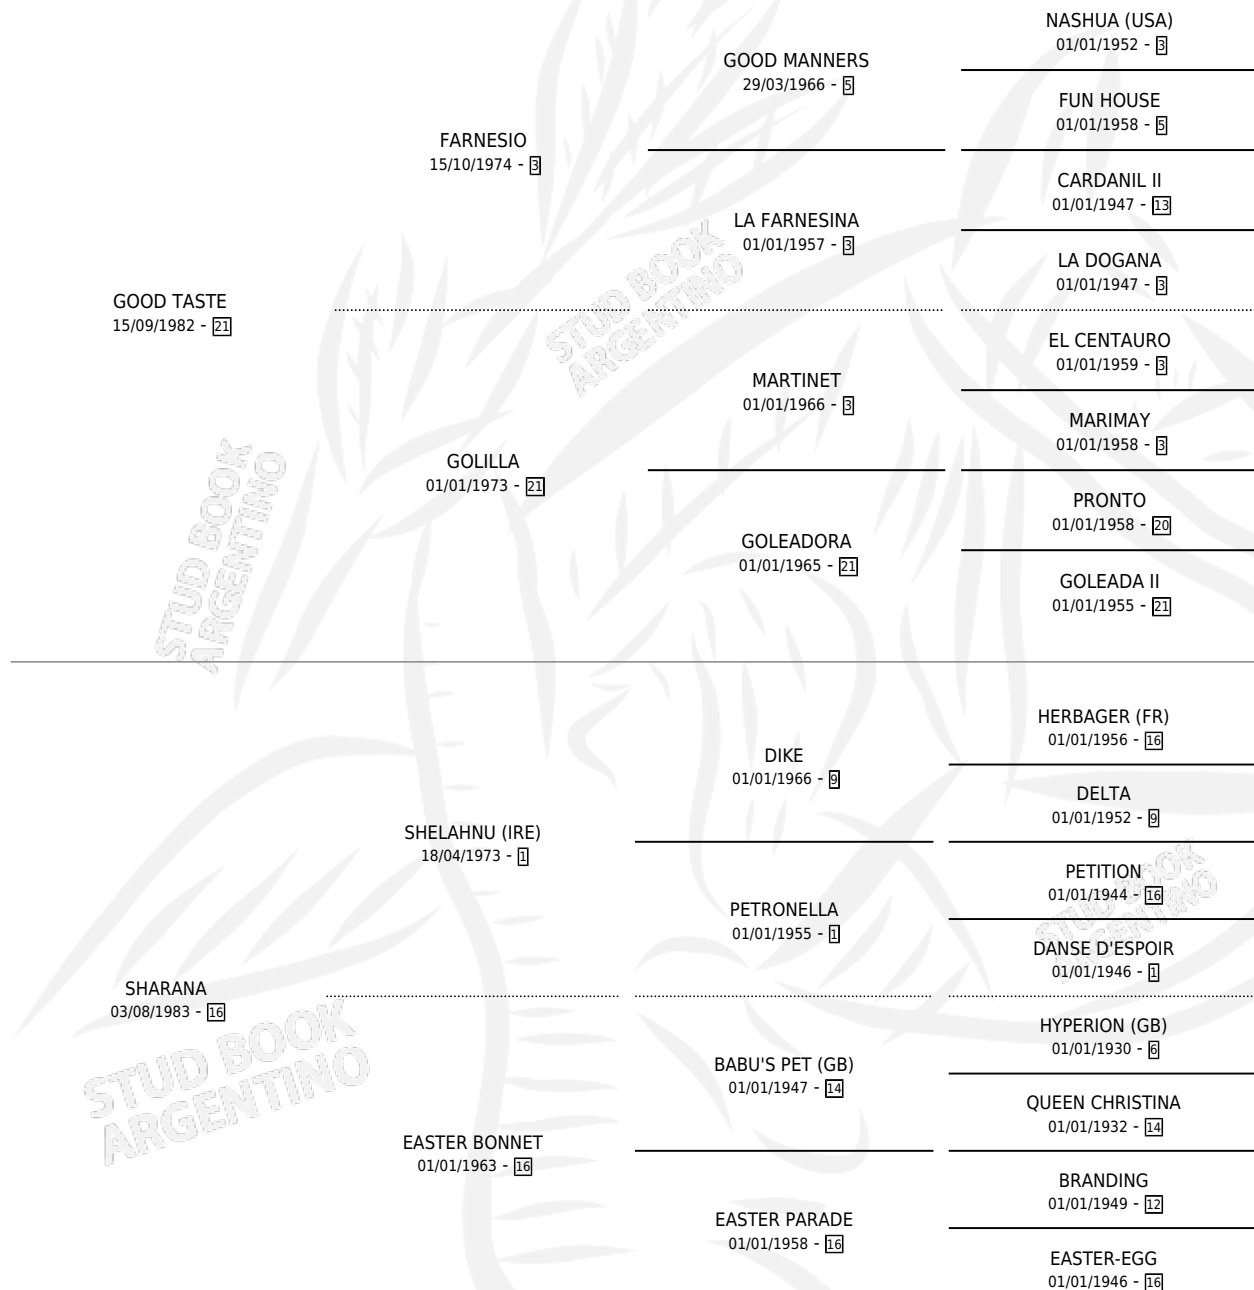 NASHUA (USA)
01/01/1952 - 3
GOOD MANNERS
29/03/1966 - 5
FUN HOUSE
01/01/1958 - 5
FARNESIO
15/10/1974 - 3
CARDANIL II
01/01/1947 - 13
LA FARNESINA
01/01/1957 - 3
LA DOGANA
01/01/1947 - 3
GOOD TASTE
15/09/1982 - 21
EL CENTAURO
01/01/1959 - 3
MARTINET
01/01/1966 - 3
MARIMAY
01/01/1958 - 3
GOLILLA
01/01/1973 - 21
PRONTO
01/01/1958 - 20
GOLEADORA
01/01/1965 - 21
GOLEADA II
01/01/1955 - 21
HERBAGER (FR)
01/01/1956 - 16
DIKE
01/01/1966 - 9
DELTA
01/01/1952 - 9
SHELAHNU (IRE)
18/04/1973 - 1
PETITION
01/01/1944 - 16
PETRONELLA
01/01/1955 - 1
DANSE D'ESPOIR
01/01/1946 - 1
SHARANA
03/08/1983 - 16
HYPERION (GB)
01/01/1930 - 6
BABU'S PET (GB)
01/01/1947 - 14
QUEEN CHRISTINA
01/01/1932 - 14
EASTER BONNET
01/01/1963 - 16
BRANDING
01/01/1949 - 12
EASTER PARADE
01/01/1958 - 16
EASTER-EGG
01/01/1946 - 16
STUD BOOK
ARGENTINO
STUD BOOK
ARGENTINO
STUD BOOK
ARGENTINO
STUD BOOK
ARGENTINO